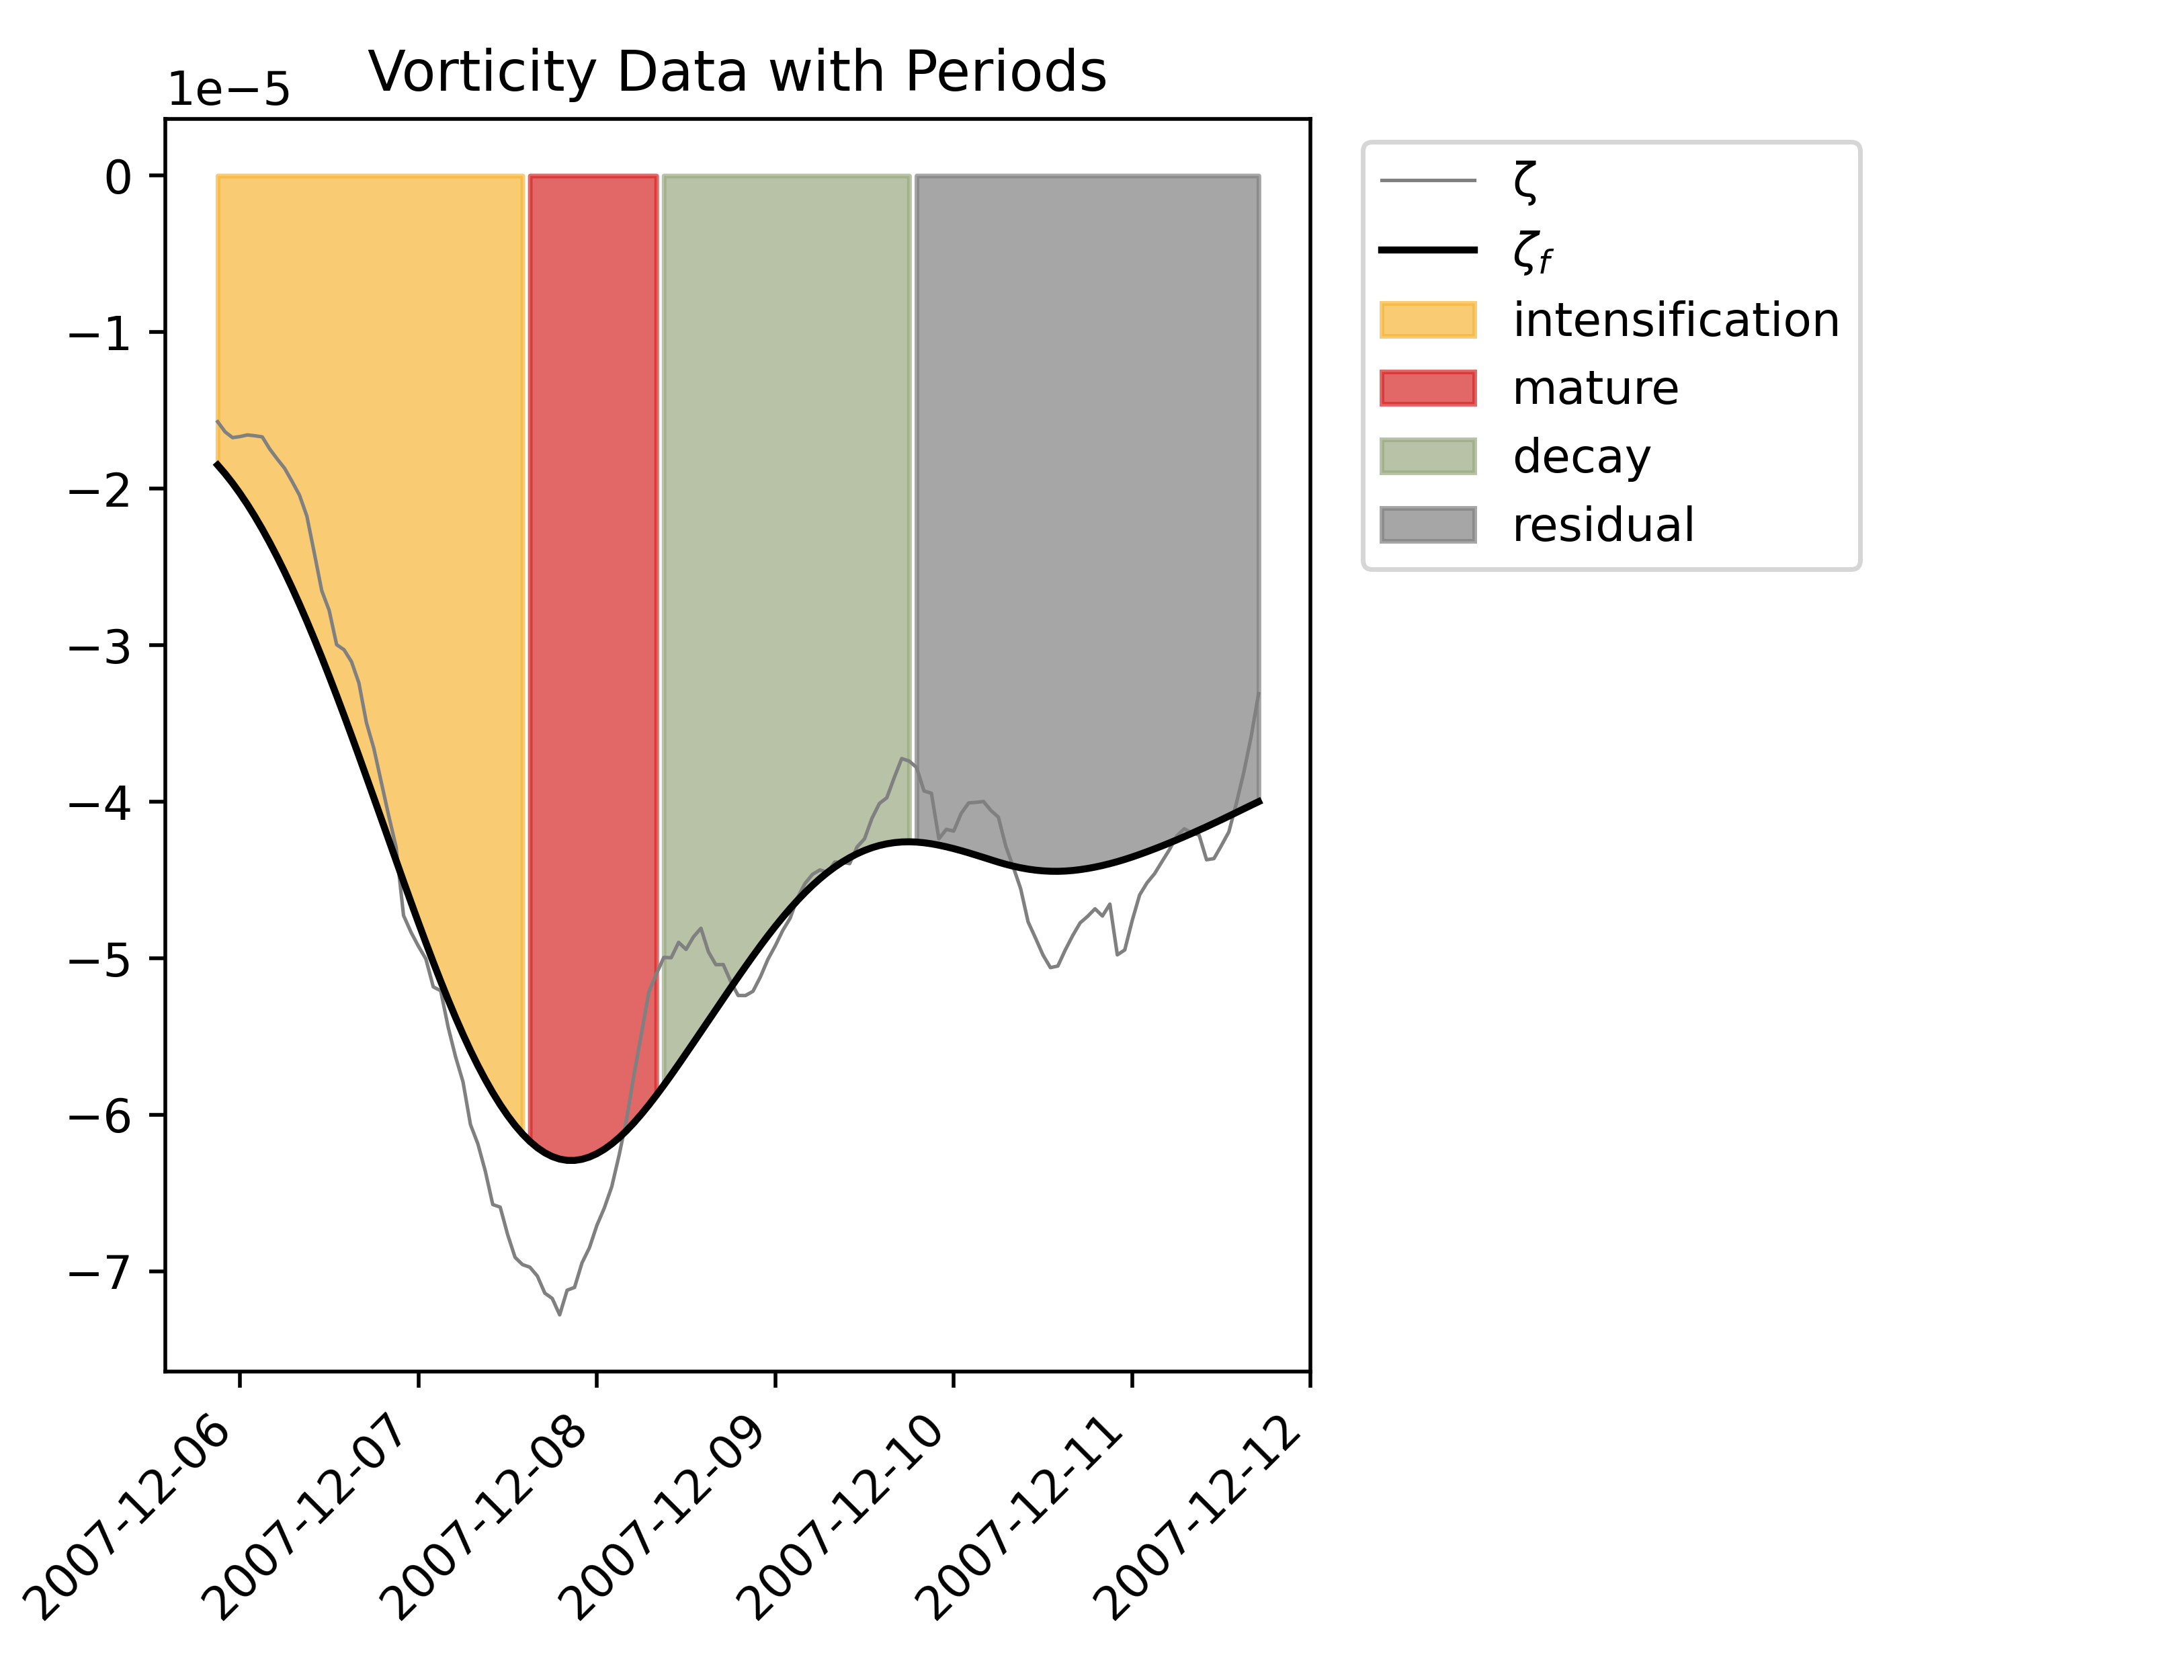 Vorticity Data with Periods
1e−5
0
−1
−2
−3
−4
−5
−6
−7
2007-12-06
2007-12-07
2007-12-08
2007-12-09
2007-12-10
2007-12-11
2007-12-12
ζ
ζf
intensification
mature
decay
residual